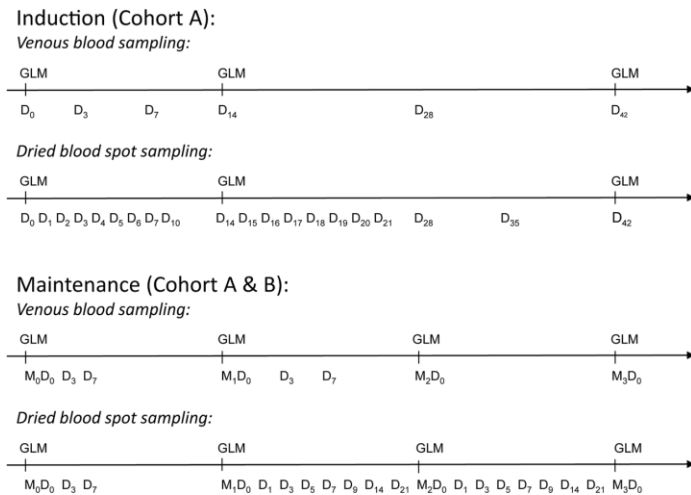 Induction (Cohort A):
Venous blood sampling:
GLM GLM GLM
D₀ D₃ D₇ D₁₄ D₂₈ D₄₂
Dried blood spot sampling:
GLM GLM GLM
D₀ D₁ D₂ D₃ D₄ D₅ D₆ D₇ D₁₀ D₁₄ D₁₅ D₁₆ D₁₇ D₁₈ D₁₉ D₂₀ D₂₁ D₂₈ D₃₅ D₄₂
Maintenance (Cohort A & B):
Venous blood sampling:
GLM GLM GLM GLM
M₀D₀ D₃ D₇ M₁D₀ D₃ D₇ M₂D₀ M₃D₀
Dried blood spot sampling:
GLM GLM GLM GLM
M₀D₀ D₃ D₇ M₁D₀ D₁ D₃ D₅ D₇ D₉ D₁₄ D₂₁ M₂D₀ D₁ D₃ D₅ D₇ D₉ D₁₄ D₂₁ M₃D₀